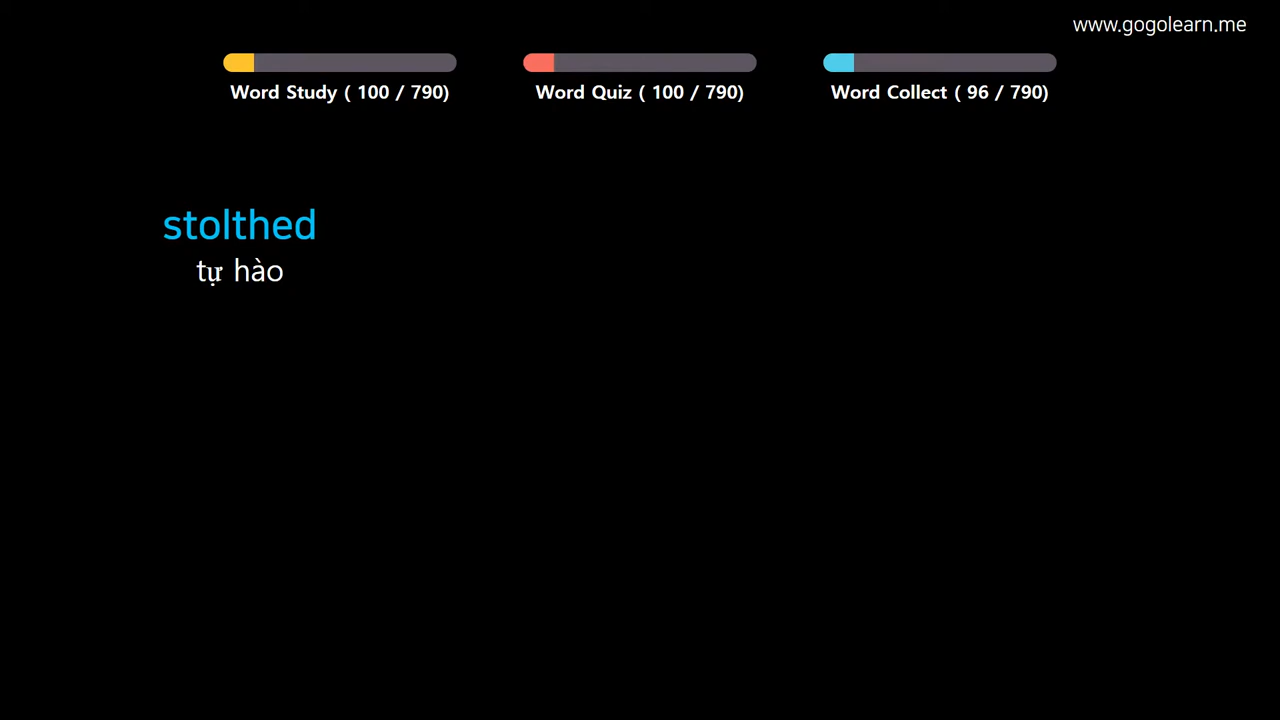 www.gogolearn.me
Word Study ( 100 / 790)
Word Quiz ( 100 / 790)
Word Collect ( 96 / 790)
stolthed
tự hào